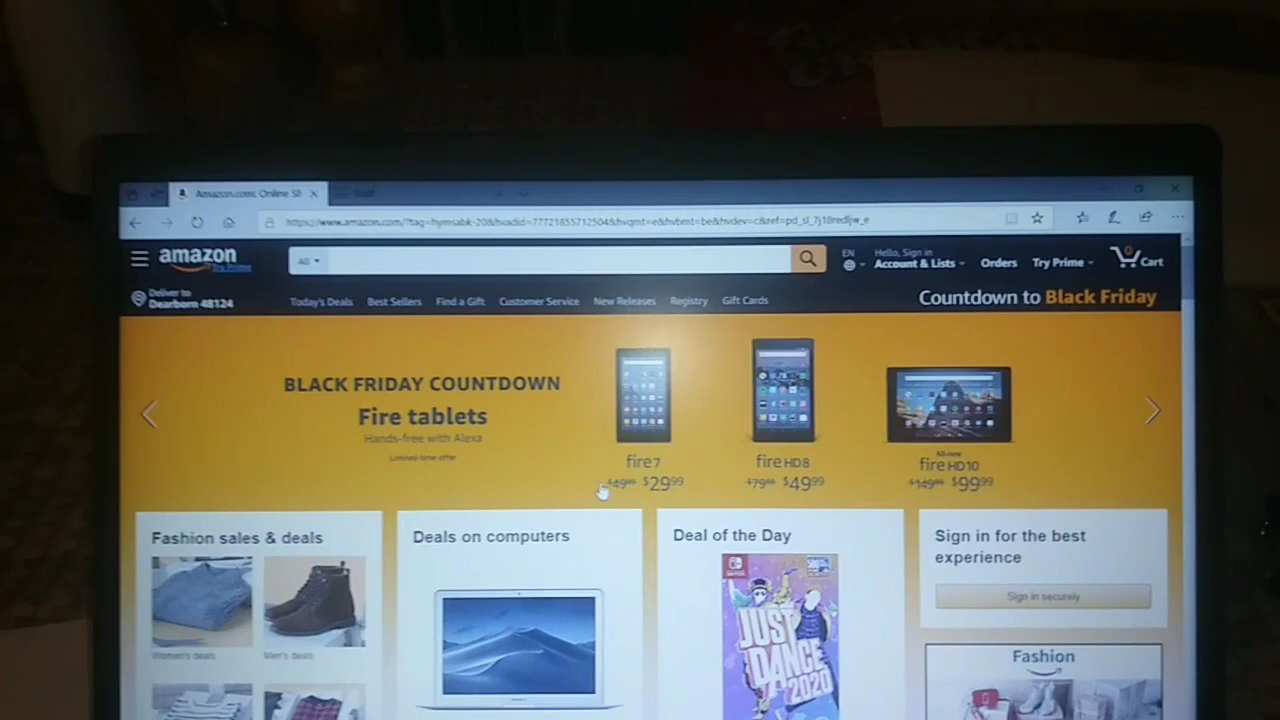 Amazon.com: Online Sh
https://www.amazon.com/?tag=hymsabk-20&hvadid=77721855712504&hvqmt=e&hvbmt=be&hvdev=c&ref=pd_sl_7j18redljw_e
amazon
Try Prime
All
EN
Hello, Sign in
Account & Lists
Orders
Try Prime
0
Cart
Deliver to
Dearborn 48124
Today's Deals Best Sellers Find a Gift Customer Service New Releases Registry Gift Cards
Countdown to Black Friday
BLACK FRIDAY COUNTDOWN
Fire tablets
Hands-free with Alexa
Limited-time offer
fire 7
$49.99 $29.99
fire HD 8
$79.99 $49.99
All-new
fire HD 10
$149.99 $99.99
Fashion sales & deals
Women's deals
Men's deals
Deals on computers
Deal of the Day
JUST
DANCE
2020
Sign in for the best
experience
Sign in securely
Fashion